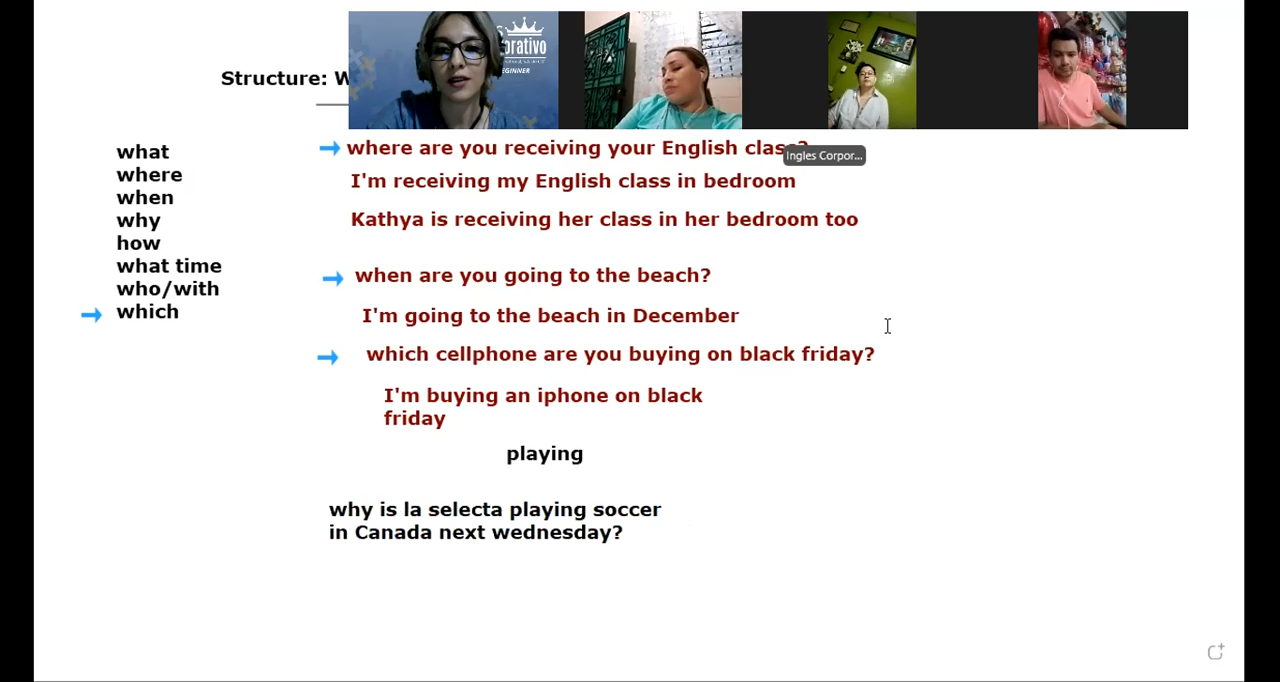 orativo
EGINNER
Structure: W
what
where
when
why
how
what time
who/with
which
where are you receiving your English class?
Ingles Corpor...
I'm receiving my English class in bedroom
Kathya is receiving her class in her bedroom too
when are you going to the beach?
I'm going to the beach in December
which cellphone are you buying on black friday?
I'm buying an iphone on black
friday
playing
why is la selecta playing soccer
in Canada next wednesday?